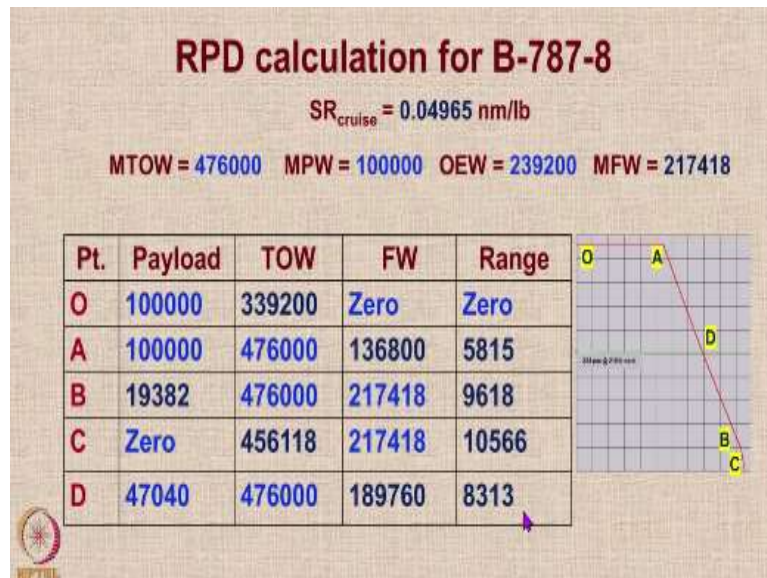 RPD calculation for B-787-8
SRcruise = 0.04965 nm/lb
MTOW = 476000 MPW = 100000 OEW = 239200 MFW = 217418
Pt. Payload TOW FW Range
O 100000 339200 Zero Zero
A 100000 476000 136800 5815
B 19382 476000 217418 9618
C Zero 456118 217418 10566
D 47040 476000 189760 8313
O A
D
B
C